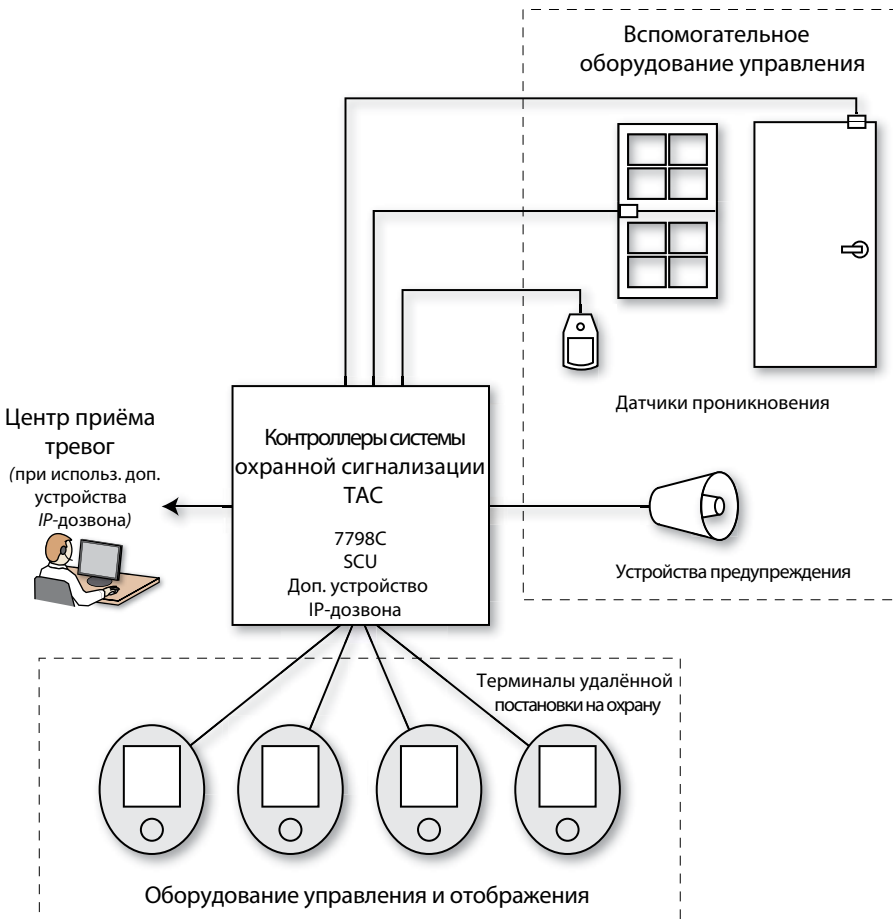 Вспомогательное
оборудование управления
Датчики проникновения
Центр приёма
тревог
(при использ. доп.
устройства
IP-дозвона)
Контроллеры системы
охранной сигнализации
TAC
7798C
SCU
Доп. устройство
IP-дозвона
Устройства предупреждения
Терминалы удалённой
постановки на охрану
Оборудование управления и отображения